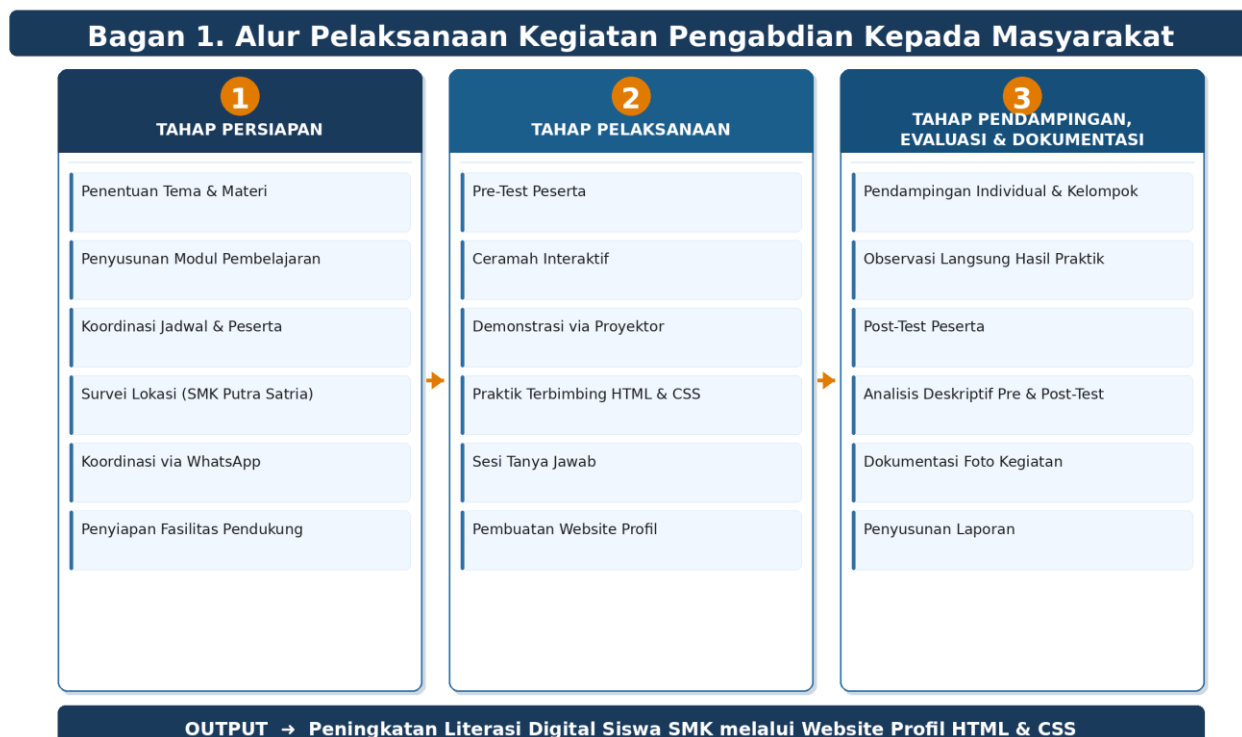 Bagan 1. Alur Pelaksanaan Kegiatan Pengabdian Kepada Masyarakat
1
TAHAP PERSIAPAN
Penentuan Tema & Materi
Penyusunan Modul Pembelajaran
Koordinasi Jadwal & Peserta
Survei Lokasi (SMK Putra Satria)
Koordinasi via WhatsApp
Penyiapan Fasilitas Pendukung
2
TAHAP PELAKSANAAN
Pre-Test Peserta
Ceramah Interaktif
Demonstrasi via Proyektor
Praktik Terbimbing HTML & CSS
Sesi Tanya Jawab
Pembuatan Website Profil
3
TAHAP PENDAMPINGAN,
EVALUASI & DOKUMENTASI
Pendampingan Individual & Kelompok
Observasi Langsung Hasil Praktik
Post-Test Peserta
Analisis Deskriptif Pre & Post-Test
Dokumentasi Foto Kegiatan
Penyusunan Laporan
OUTPUT → Peningkatan Literasi Digital Siswa SMK melalui Website Profil HTML & CSS